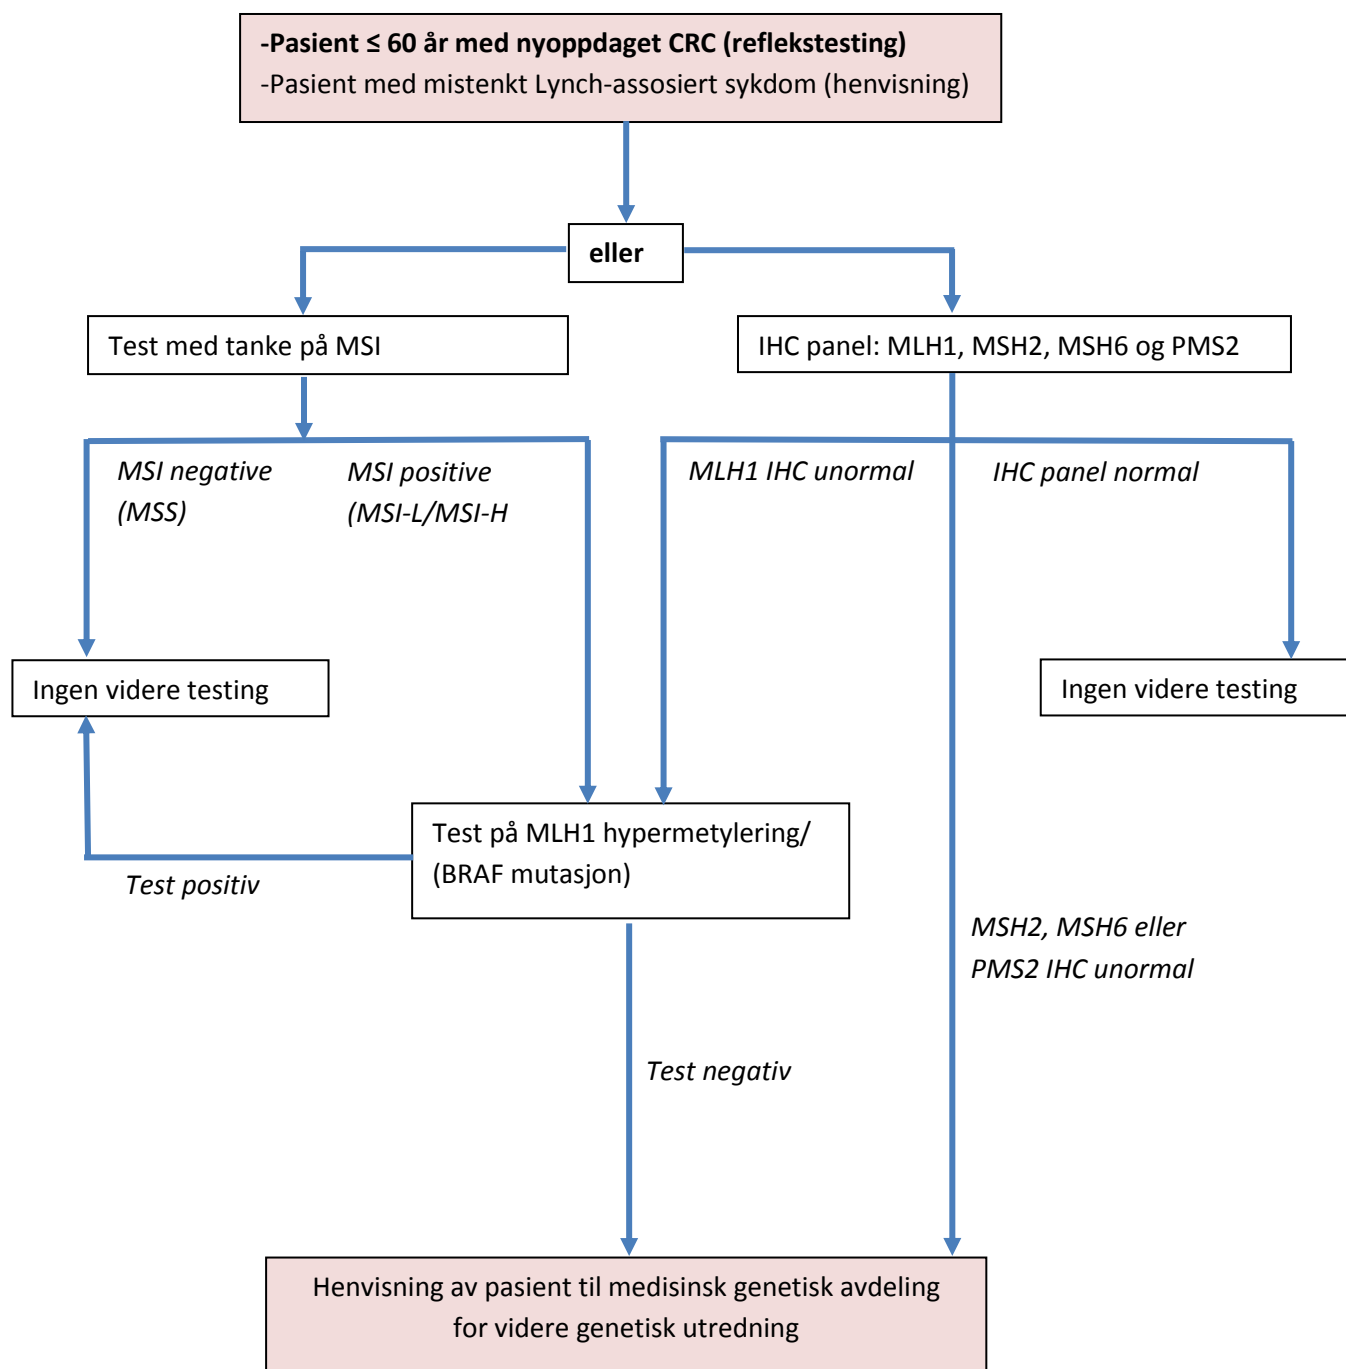 -Pasient ≤ 60 år med nyoppdaget CRC (reflekstesting)
-Pasient med mistenkt Lynch-assosiert sykdom (henvisning)
eller
Test med tanke på MSI
IHC panel: MLH1, MSH2, MSH6 og PMS2
MSI negative
(MSS)
MSI positive
(MSI-L/MSI-H
MLH1 IHC unormal
IHC panel normal
Ingen videre testing
Ingen videre testing
Test på MLH1 hypermetylering/
(BRAF mutasjon)
Test positiv
MSH2, MSH6 eller
PMS2 IHC unormal
Test negativ
Henvisning av pasient til medisinsk genetisk avdeling
for videre genetisk utredning